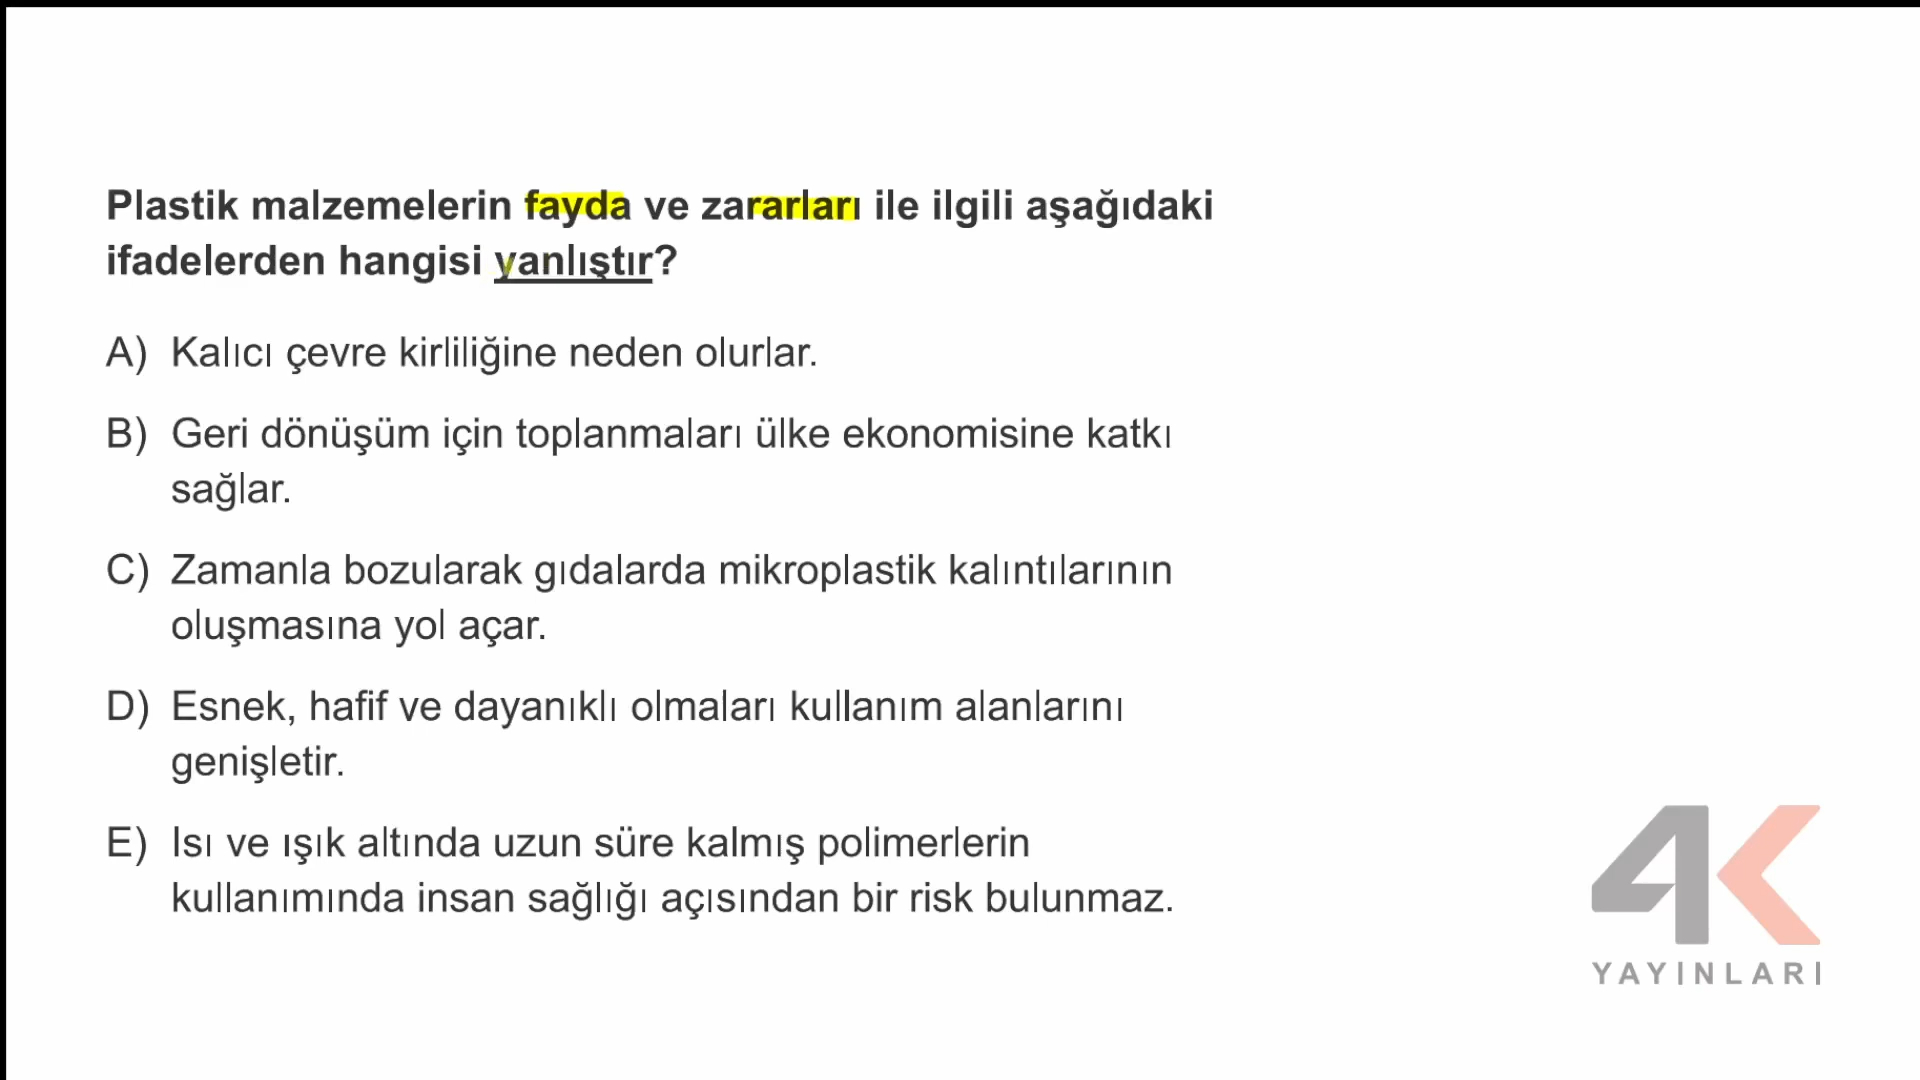 Plastik malzemelerin fayda ve zararları ile ilgili aşağıdaki
ifadelerden hangisi yanlıştır?
A) Kalıcı çevre kirliliğine neden olurlar.
B) Geri dönüşüm için toplanmaları ülke ekonomisine katkı
sağlar.
C) Zamanla bozularak gıdalarda mikroplastik kalıntılarının
oluşmasına yol açar.
D) Esnek, hafif ve dayanıklı olmaları kullanım alanlarını
genişletir.
E) Isı ve ışık altında uzun süre kalmış polimerlerin
kullanımında insan sağlığı açısından bir risk bulunmaz.
4K
YAYINLARI